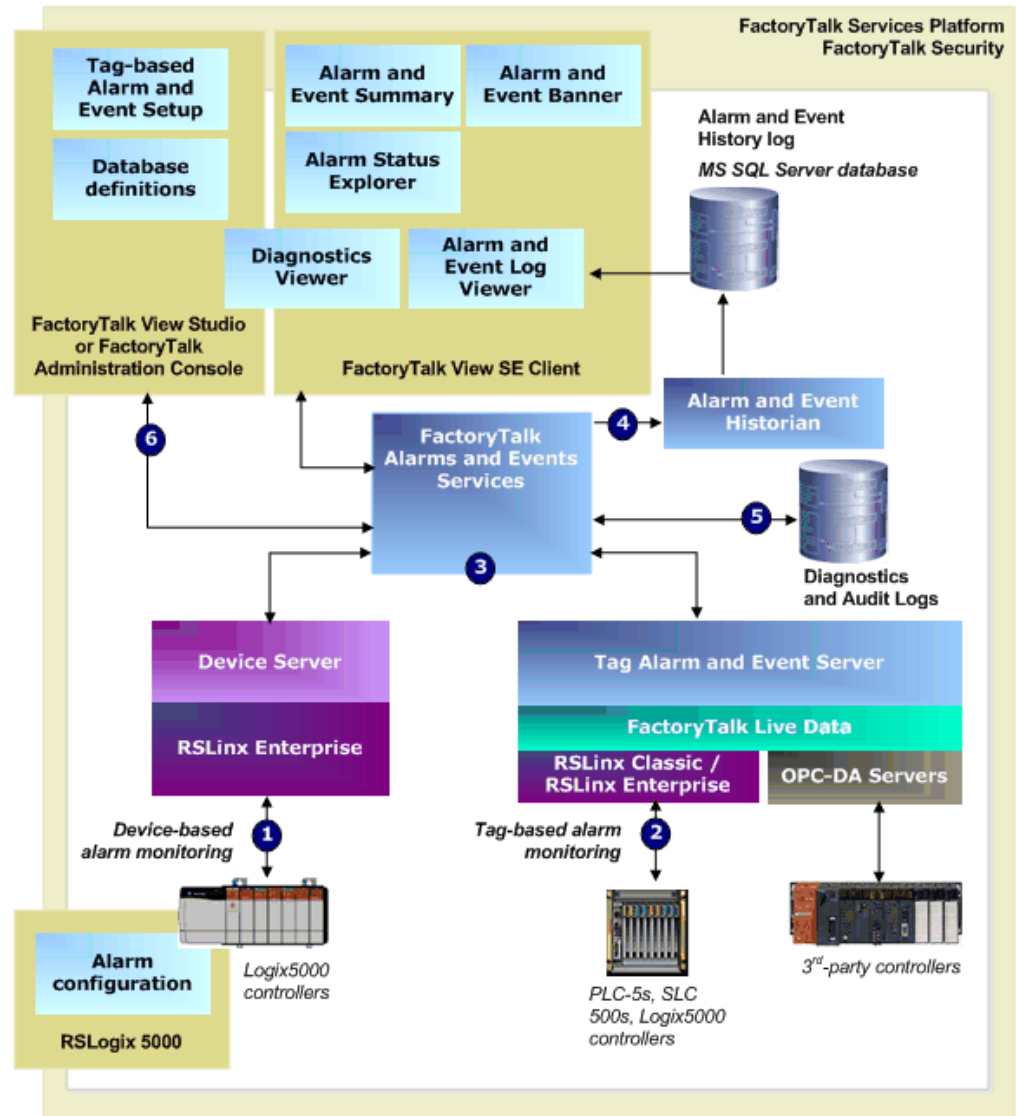 FactoryTalk Services Platform
FactoryTalk Security
Tag-based
Alarm and
Event Setup
Database
definitions
FactoryTalk View Studio
or FactoryTalk
Administration Console
Alarm and
Event Summary
Alarm and
Event Banner
Alarm Status
Explorer
Diagnostics
Viewer
Alarm and
Event Log
Viewer
FactoryTalk View SE Client
Alarm and Event
History log
MS SQL Server database
6
FactoryTalk
Alarms and Events
Services
4
Alarm and Event
Historian
5
3
Diagnostics
and Audit Logs
Device Server
RSLinx Enterprise
Tag Alarm and Event Server
FactoryTalk Live Data
RSLinx Classic /
RSLinx Enterprise
OPC-DA Servers
Device-based
alarm monitoring
1
Tag-based alarm
monitoring
2
Alarm
configuration
RSLogix 5000
Logix5000
controllers
PLC-5s, SLC
500s, Logix5000
controllers
3rd-party controllers